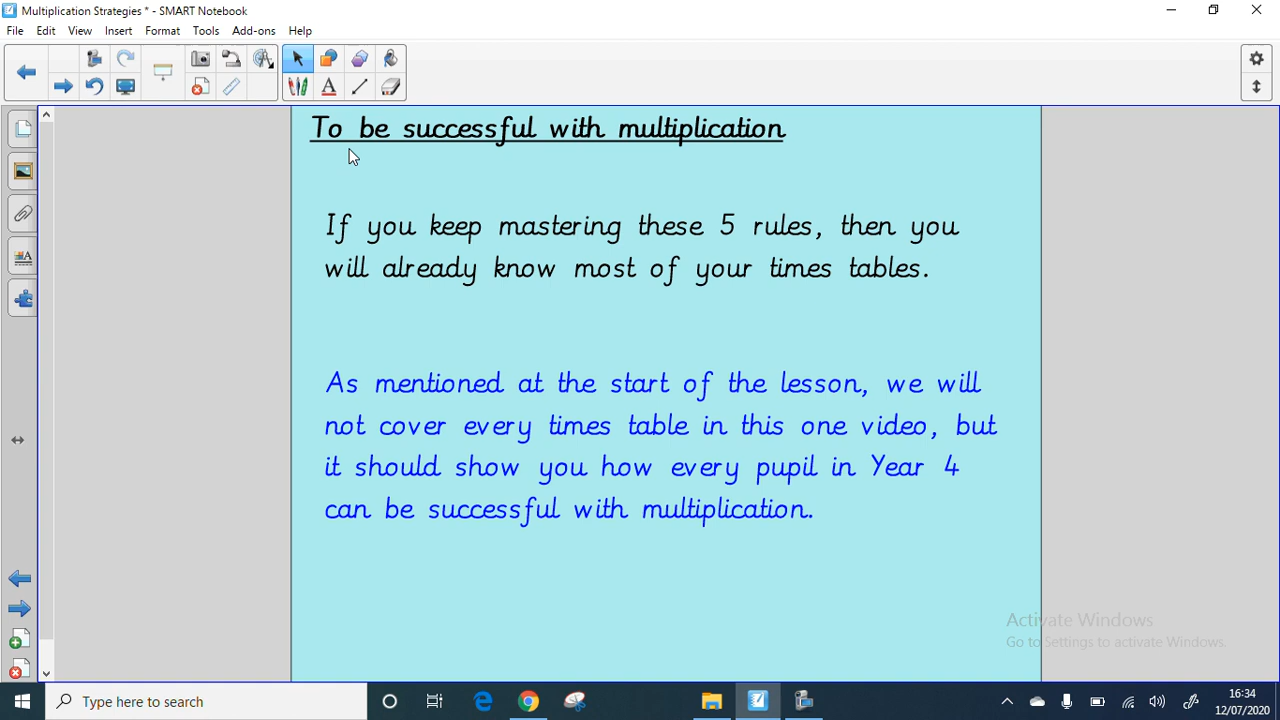 Multiplication Strategies * - SMART Notebook
File Edit View Insert Format Tools Add-ons Help
To be successful with multiplication
If you keep mastering these 5 rules, then you
will already know most of your times tables.
As mentioned at the start of the lesson, we will
not cover every times table in this one video, but
it should show you how every pupil in Year 4
can be successful with multiplication.
Activate Windows
Go to Settings to activate Windows.
Type here to search
16:34
12/07/2020